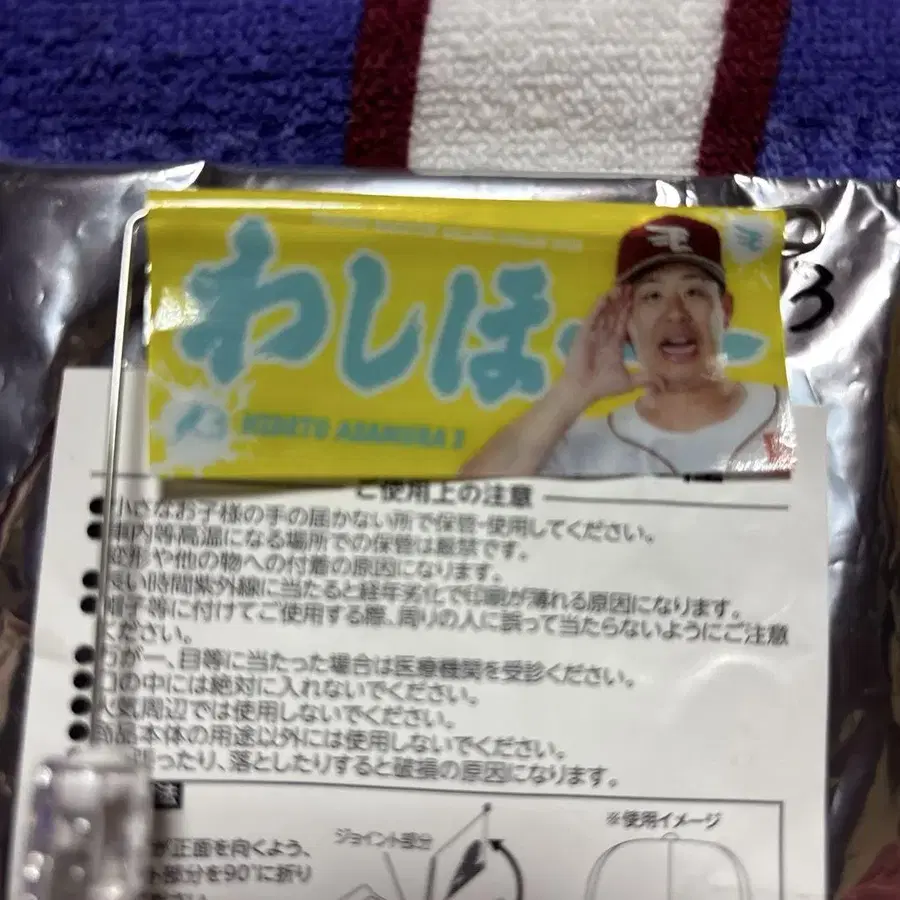 わしほー
HIDETO ASAMURA 3
3
ご使用上の注意
小さなお子様の手の届かない所で保管・使用してください。
車内等高温になる場所での保管は厳禁です。
変形や他の物への付着の原因になります。
長い時間紫外線に当たると経年劣化で印刷が薄れる原因になります。
帽子等に付けてご使用する際、周りの人に誤って当たらないようにご注意
ください。
万が一、目等に当たった場合は医療機関を受診ください。
口の中には絶対に入れないでください。
火気周辺では使用しないでください。
商品本体の用途以外には使用しないでください。
ったり、落としたりすると破損の原因になります。
法
ジョイント部分
※使用イメージ
が正面を向くよう、
ト部分を90°に折り